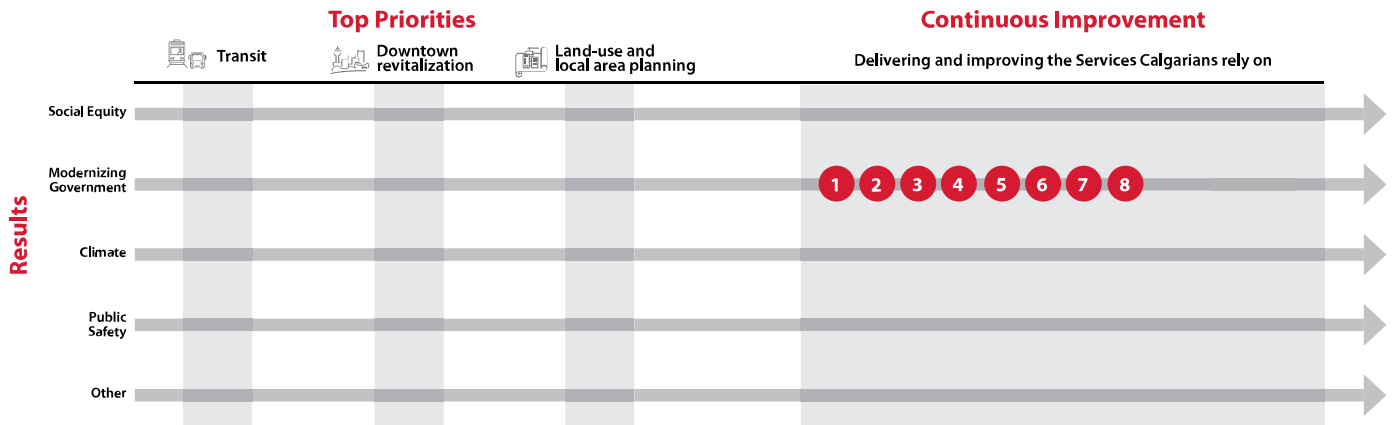 Top Priorities
Continuous Improvement
Transit
Downtown
revitalization
Land-use and
local area planning
Delivering and improving the Services Calgarians rely on
Results
Social Equity
Modernizing
Government
1 2 3 4 5 6 7 8
Climate
Public
Safety
Other